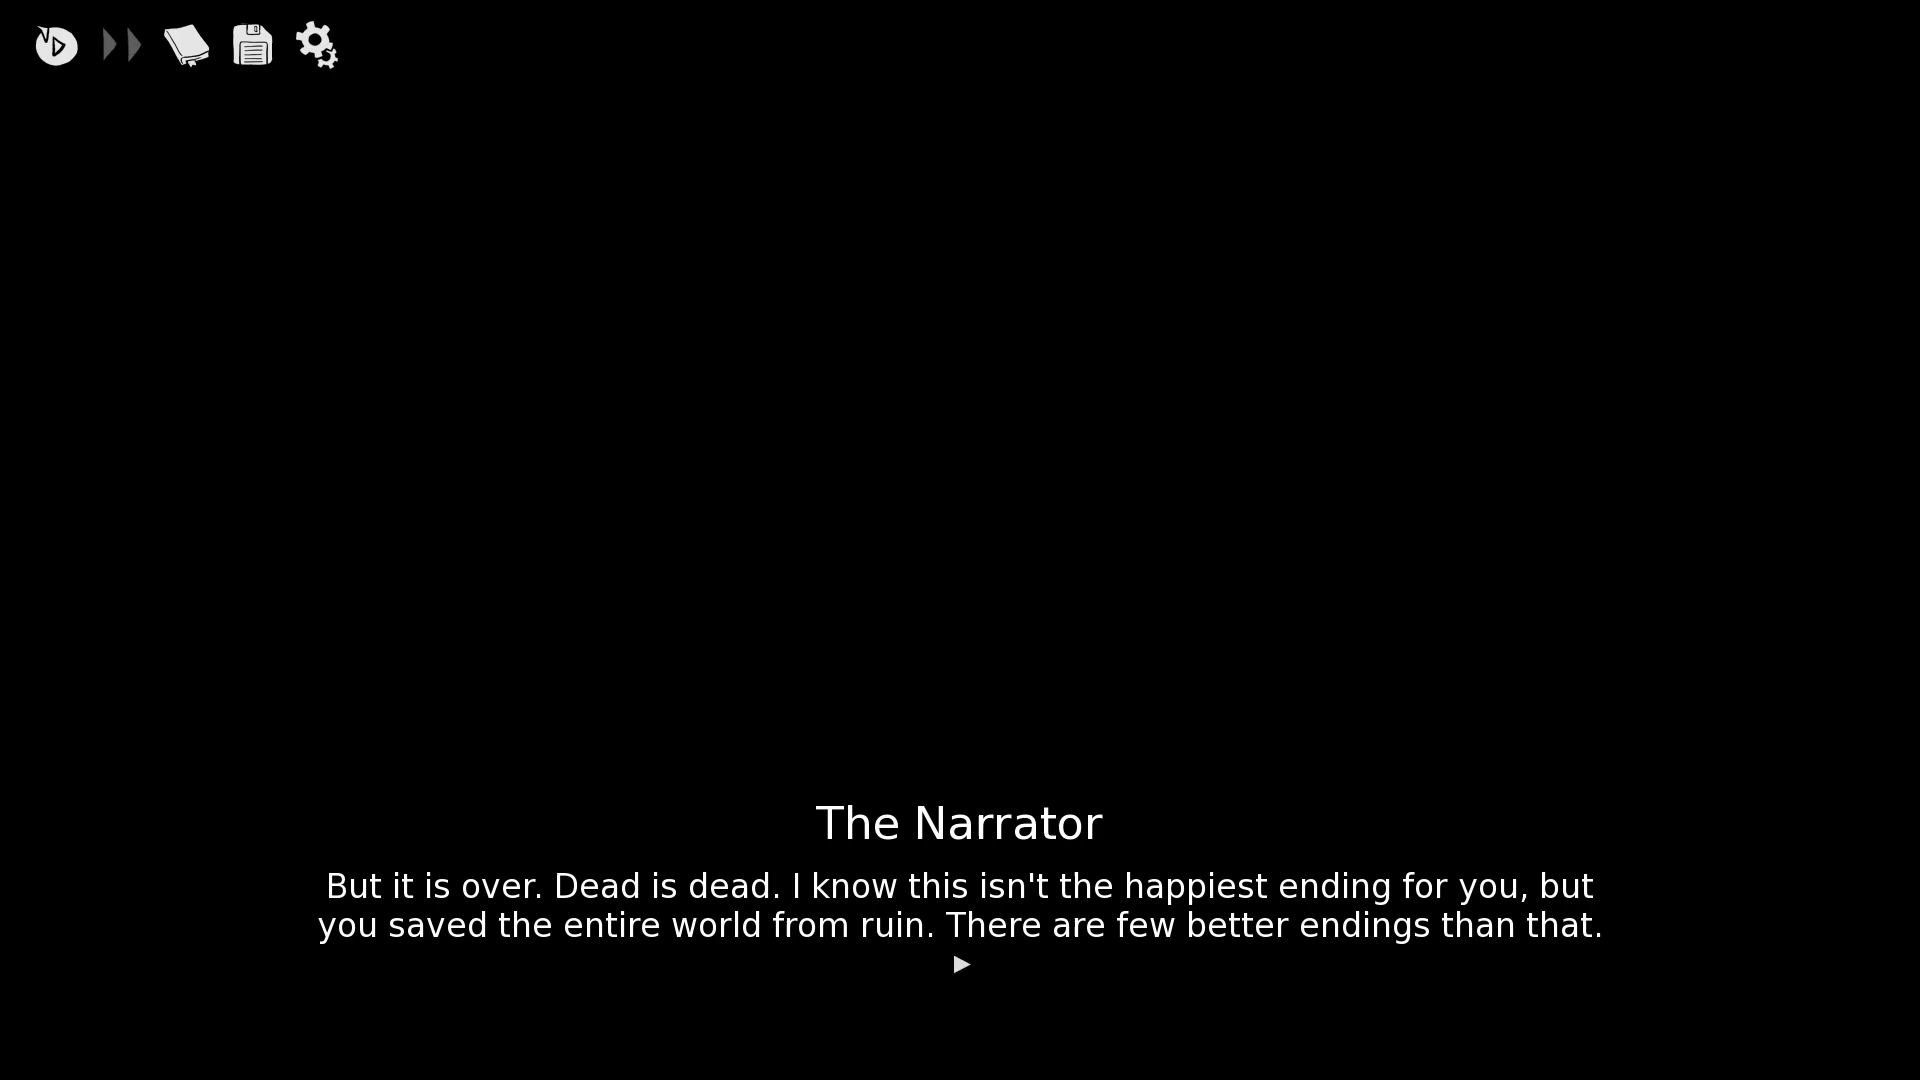 The Narrator
But it is over. Dead is dead. I know this isn't the happiest ending for you, but
you saved the entire world from ruin. There are few better endings than that.